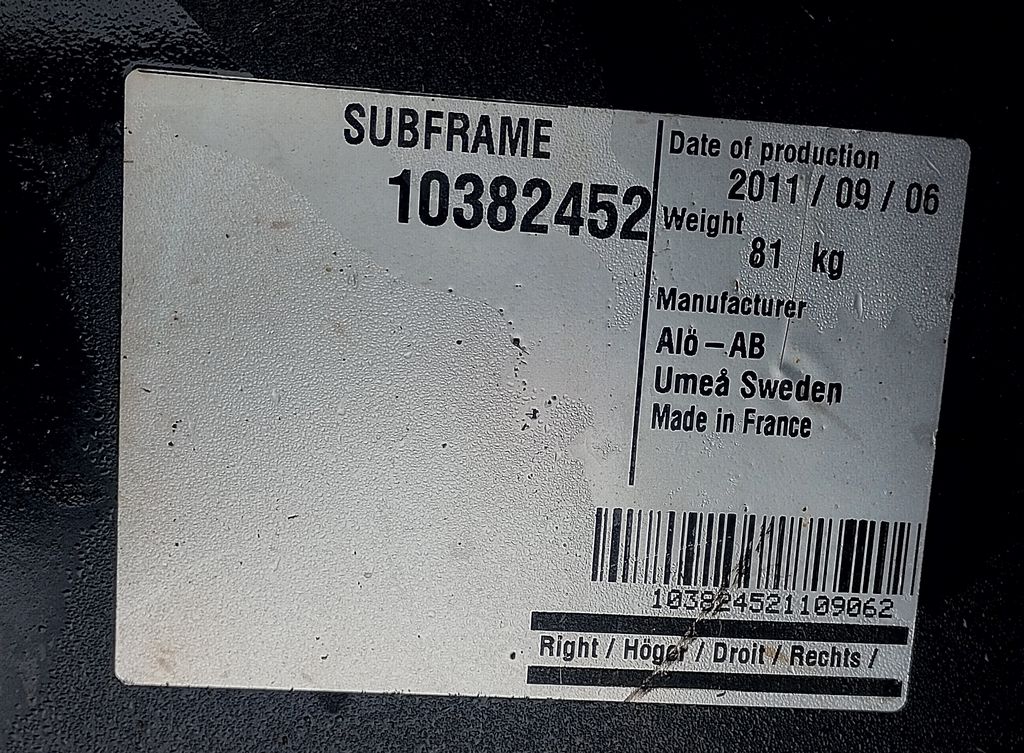 SUBFRAME
10382452
Date of production
2011 / 09 / 06
Weight
81 kg
Manufacturer
Alö – AB
Umeå Sweden
Made in France
103824521109062
Right / Höger / Droit / Rechts /